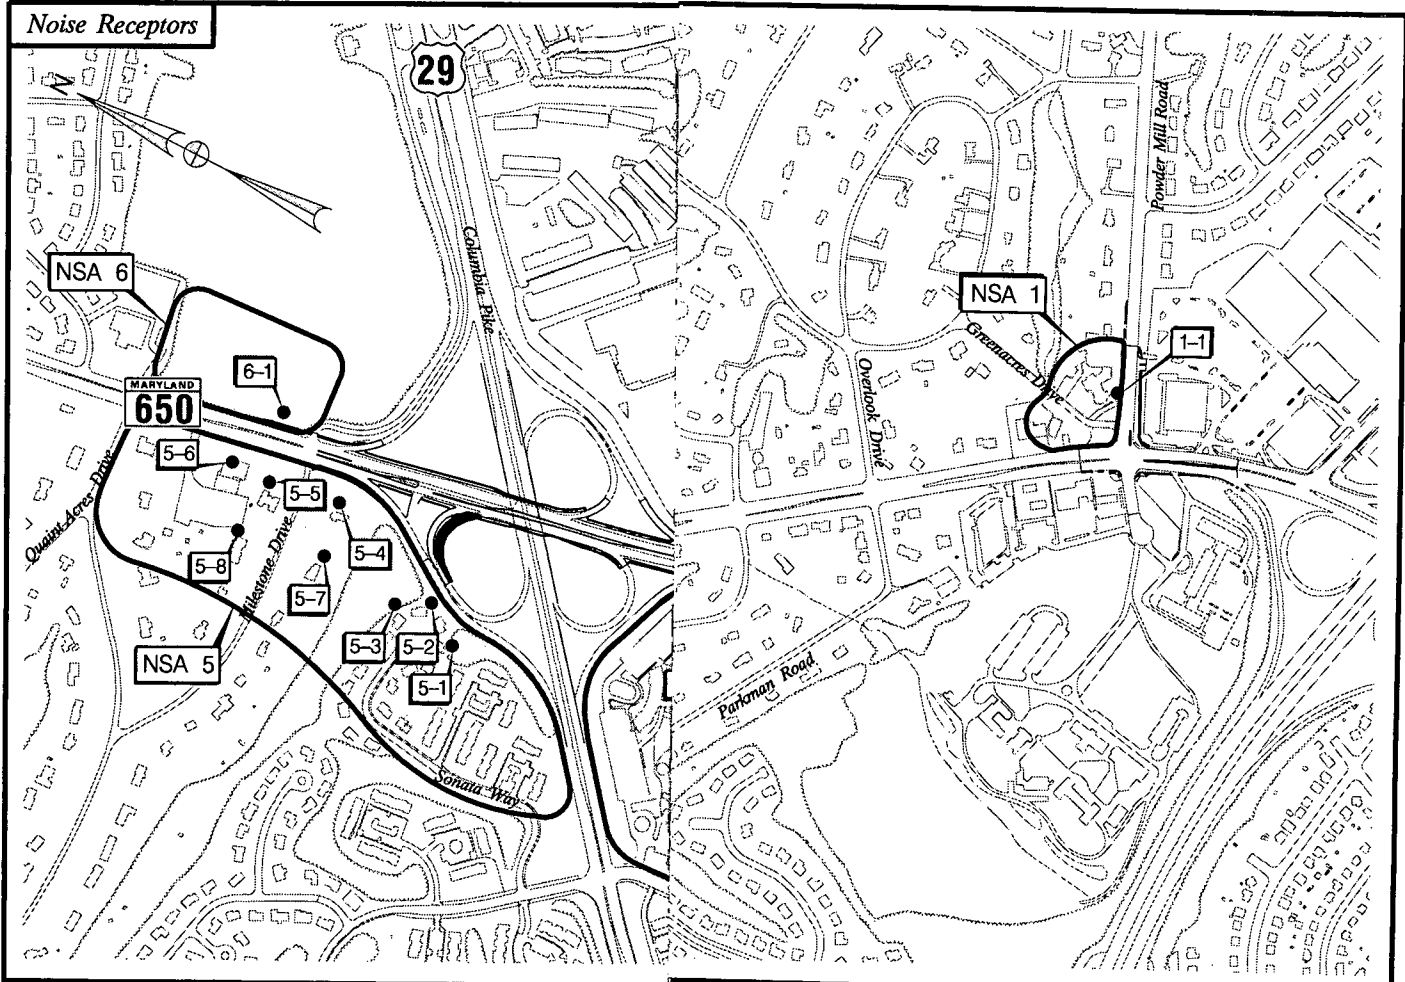 Noise Receptors
N
29
Columbia Pike
NSA 6
6-1
MARYLAND
650
5-6
5-5
5-4
5-8
5-7
5-3
5-2
5-1
NSA 5
Quaint Acres Drive
Milestone Drive
Sonata Way
Powder Mill Road
NSA 1
1-1
Greenacres Drive
Overlook Drive
Parkman Road